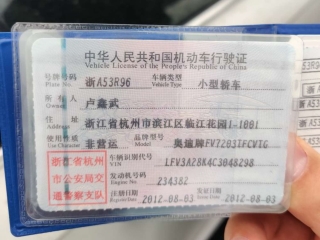 中华人民共和国机动车行驶证
Vehicle License of the People's Republic of China
号牌号码 浙A53R96 车辆类型 小型轿车
Plate No. Vehicle Type
所有人 卢鑫武
Owner
住址 浙江省杭州市滨江区临江花园1-1001
Address
使用性质 非营运 品牌型号 奥迪牌FV7203TFCVTG
Use Character Model
浙江省杭州市公安局交通警察支队
车辆识别代号 LFV3A28K4C3048298
VIN
发动机号码 234382
Engine No.
注册日期 2012-08-03 发证日期 2012-08-03
Register Date Issue Date